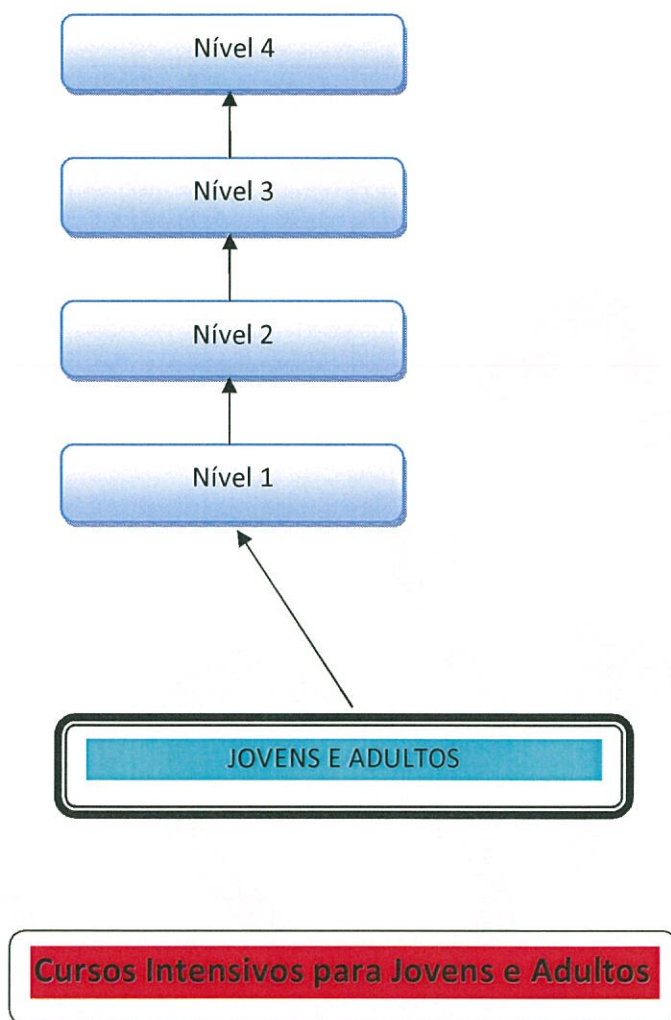 Nível 4
Nível 3
Nível 2
Nível 1
JOVENS E ADULTOS
Cursos Intensivos para Jovens e Adultos